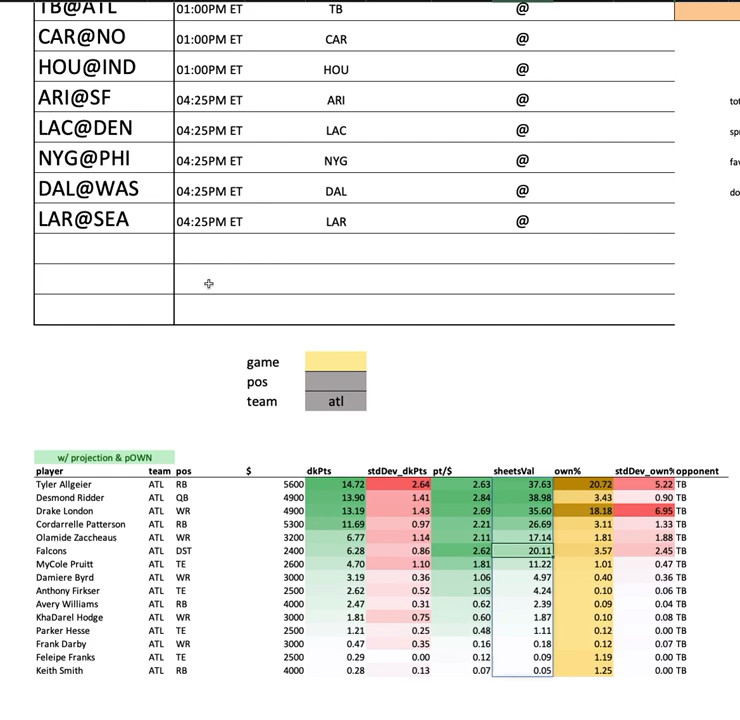 TB@ATL 01:00PM ET TB @
CAR@NO 01:00PM ET CAR @
HOU@IND 01:00PM ET HOU @
ARI@SF 04:25PM ET ARI @
LAC@DEN 04:25PM ET LAC @
NYG@PHI 04:25PM ET NYG @
DAL@WAS 04:25PM ET DAL @
LAR@SEA 04:25PM ET LAR @
game
pos
team atl
w/ projection & pOWN
player team pos $ dkPts stdDev_dkPts pt/$ sheetsVal own% stdDev_own% opponent
Tyler Allgeier ATL RB 5600 14.72 2.64 2.63 37.63 20.72 5.22 TB
Desmond Ridder ATL QB 4900 13.90 1.41 2.84 38.98 3.43 0.90 TB
Drake London ATL WR 4900 13.19 1.43 2.69 35.60 18.18 6.95 TB
Cordarrelle Patterson ATL RB 5300 11.69 0.97 2.21 26.69 3.11 1.33 TB
Olamide Zaccheaus ATL WR 3200 6.77 1.14 2.11 17.14 1.81 1.88 TB
Falcons ATL DST 2400 6.28 0.86 2.62 20.11 3.57 2.45 TB
MyCole Pruitt ATL TE 2600 4.70 1.10 1.81 11.22 1.01 0.47 TB
Damiere Byrd ATL WR 3000 3.19 0.36 1.06 4.97 0.40 0.36 TB
Anthony Firkser ATL TE 2500 2.62 0.52 1.05 4.24 0.10 0.06 TB
Avery Williams ATL RB 4000 2.47 0.31 0.62 2.39 0.09 0.04 TB
KhaDarel Hodge ATL WR 3000 1.81 0.75 0.60 1.87 0.10 0.08 TB
Parker Hesse ATL TE 2500 1.21 0.25 0.48 1.11 0.12 0.00 TB
Frank Darby ATL WR 3000 0.47 0.35 0.16 0.18 0.12 0.07 TB
Feleipe Franks ATL TE 2500 0.29 0.00 0.12 0.09 1.19 0.00 TB
Keith Smith ATL RB 4000 0.28 0.13 0.07 0.05 1.25 0.00 TB